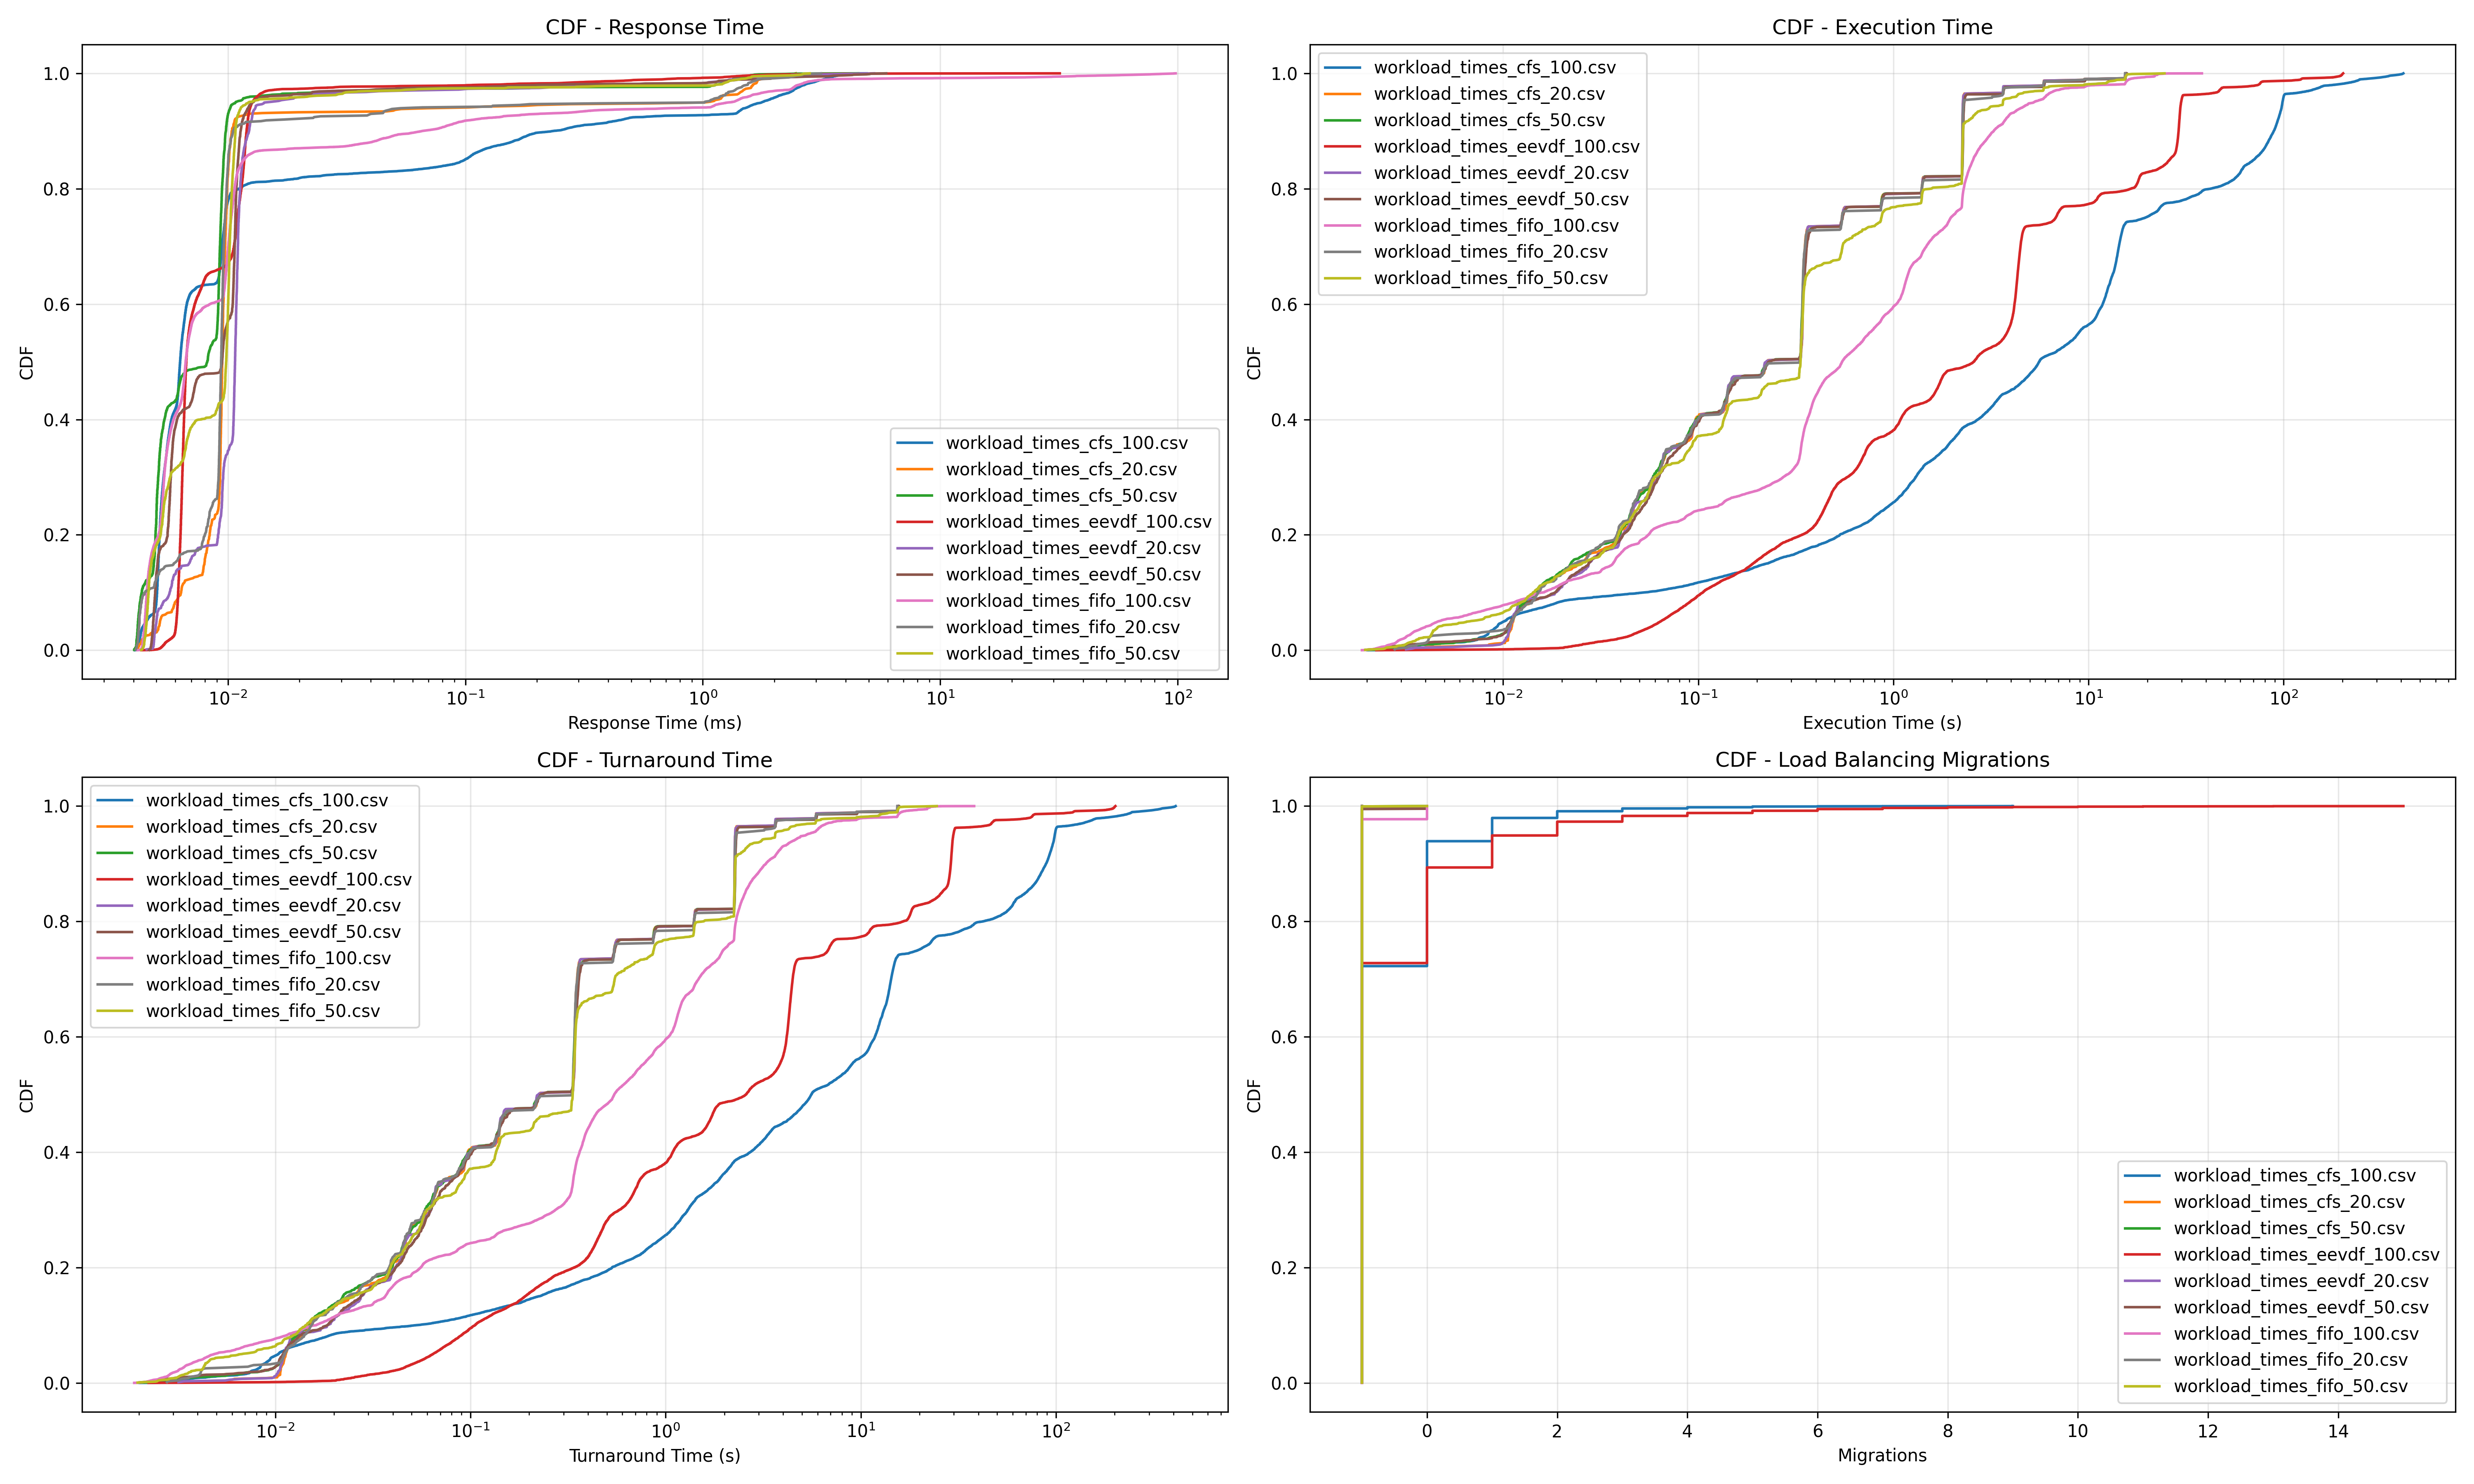 CDF - Response Time
CDF
1.0
0.8
0.6
0.4
0.2
0.0
workload_times_cfs_100.csv
workload_times_cfs_20.csv
workload_times_cfs_50.csv
workload_times_eevdf_100.csv
workload_times_eevdf_20.csv
workload_times_eevdf_50.csv
workload_times_fifo_100.csv
workload_times_fifo_20.csv
workload_times_fifo_50.csv
10⁻² 10⁻¹ 10⁰ 10¹ 10²
Response Time (ms)
CDF - Execution Time
CDF
1.0
0.8
0.6
0.4
0.2
0.0
workload_times_cfs_100.csv
workload_times_cfs_20.csv
workload_times_cfs_50.csv
workload_times_eevdf_100.csv
workload_times_eevdf_20.csv
workload_times_eevdf_50.csv
workload_times_fifo_100.csv
workload_times_fifo_20.csv
workload_times_fifo_50.csv
10⁻² 10⁻¹ 10⁰ 10¹ 10²
Execution Time (s)
CDF - Turnaround Time
CDF
1.0
0.8
0.6
0.4
0.2
0.0
workload_times_cfs_100.csv
workload_times_cfs_20.csv
workload_times_cfs_50.csv
workload_times_eevdf_100.csv
workload_times_eevdf_20.csv
workload_times_eevdf_50.csv
workload_times_fifo_100.csv
workload_times_fifo_20.csv
workload_times_fifo_50.csv
10⁻² 10⁻¹ 10⁰ 10¹ 10²
Turnaround Time (s)
CDF - Load Balancing Migrations
CDF
1.0
0.8
0.6
0.4
0.2
0.0
workload_times_cfs_100.csv
workload_times_cfs_20.csv
workload_times_cfs_50.csv
workload_times_eevdf_100.csv
workload_times_eevdf_20.csv
workload_times_eevdf_50.csv
workload_times_fifo_100.csv
workload_times_fifo_20.csv
workload_times_fifo_50.csv
0 2 4 6 8 10 12 14
Migrations